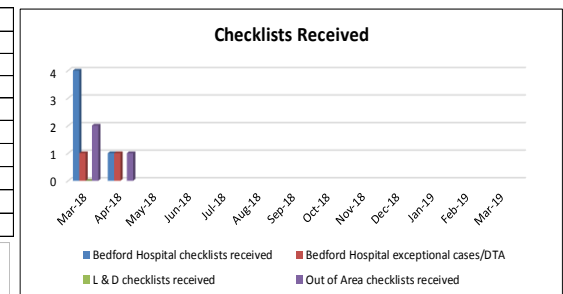 Checklists Received
4
3
2
1
0
Mar-18 Apr-18 May-18 Jun-18 Jul-18 Aug-18 Sep-18 Oct-18 Nov-18 Dec-18 Jan-19 Feb-19 Mar-19
Bedford Hospital checklists received Bedford Hospital exceptional cases/DTA
L & D checklists received Out of Area checklists received